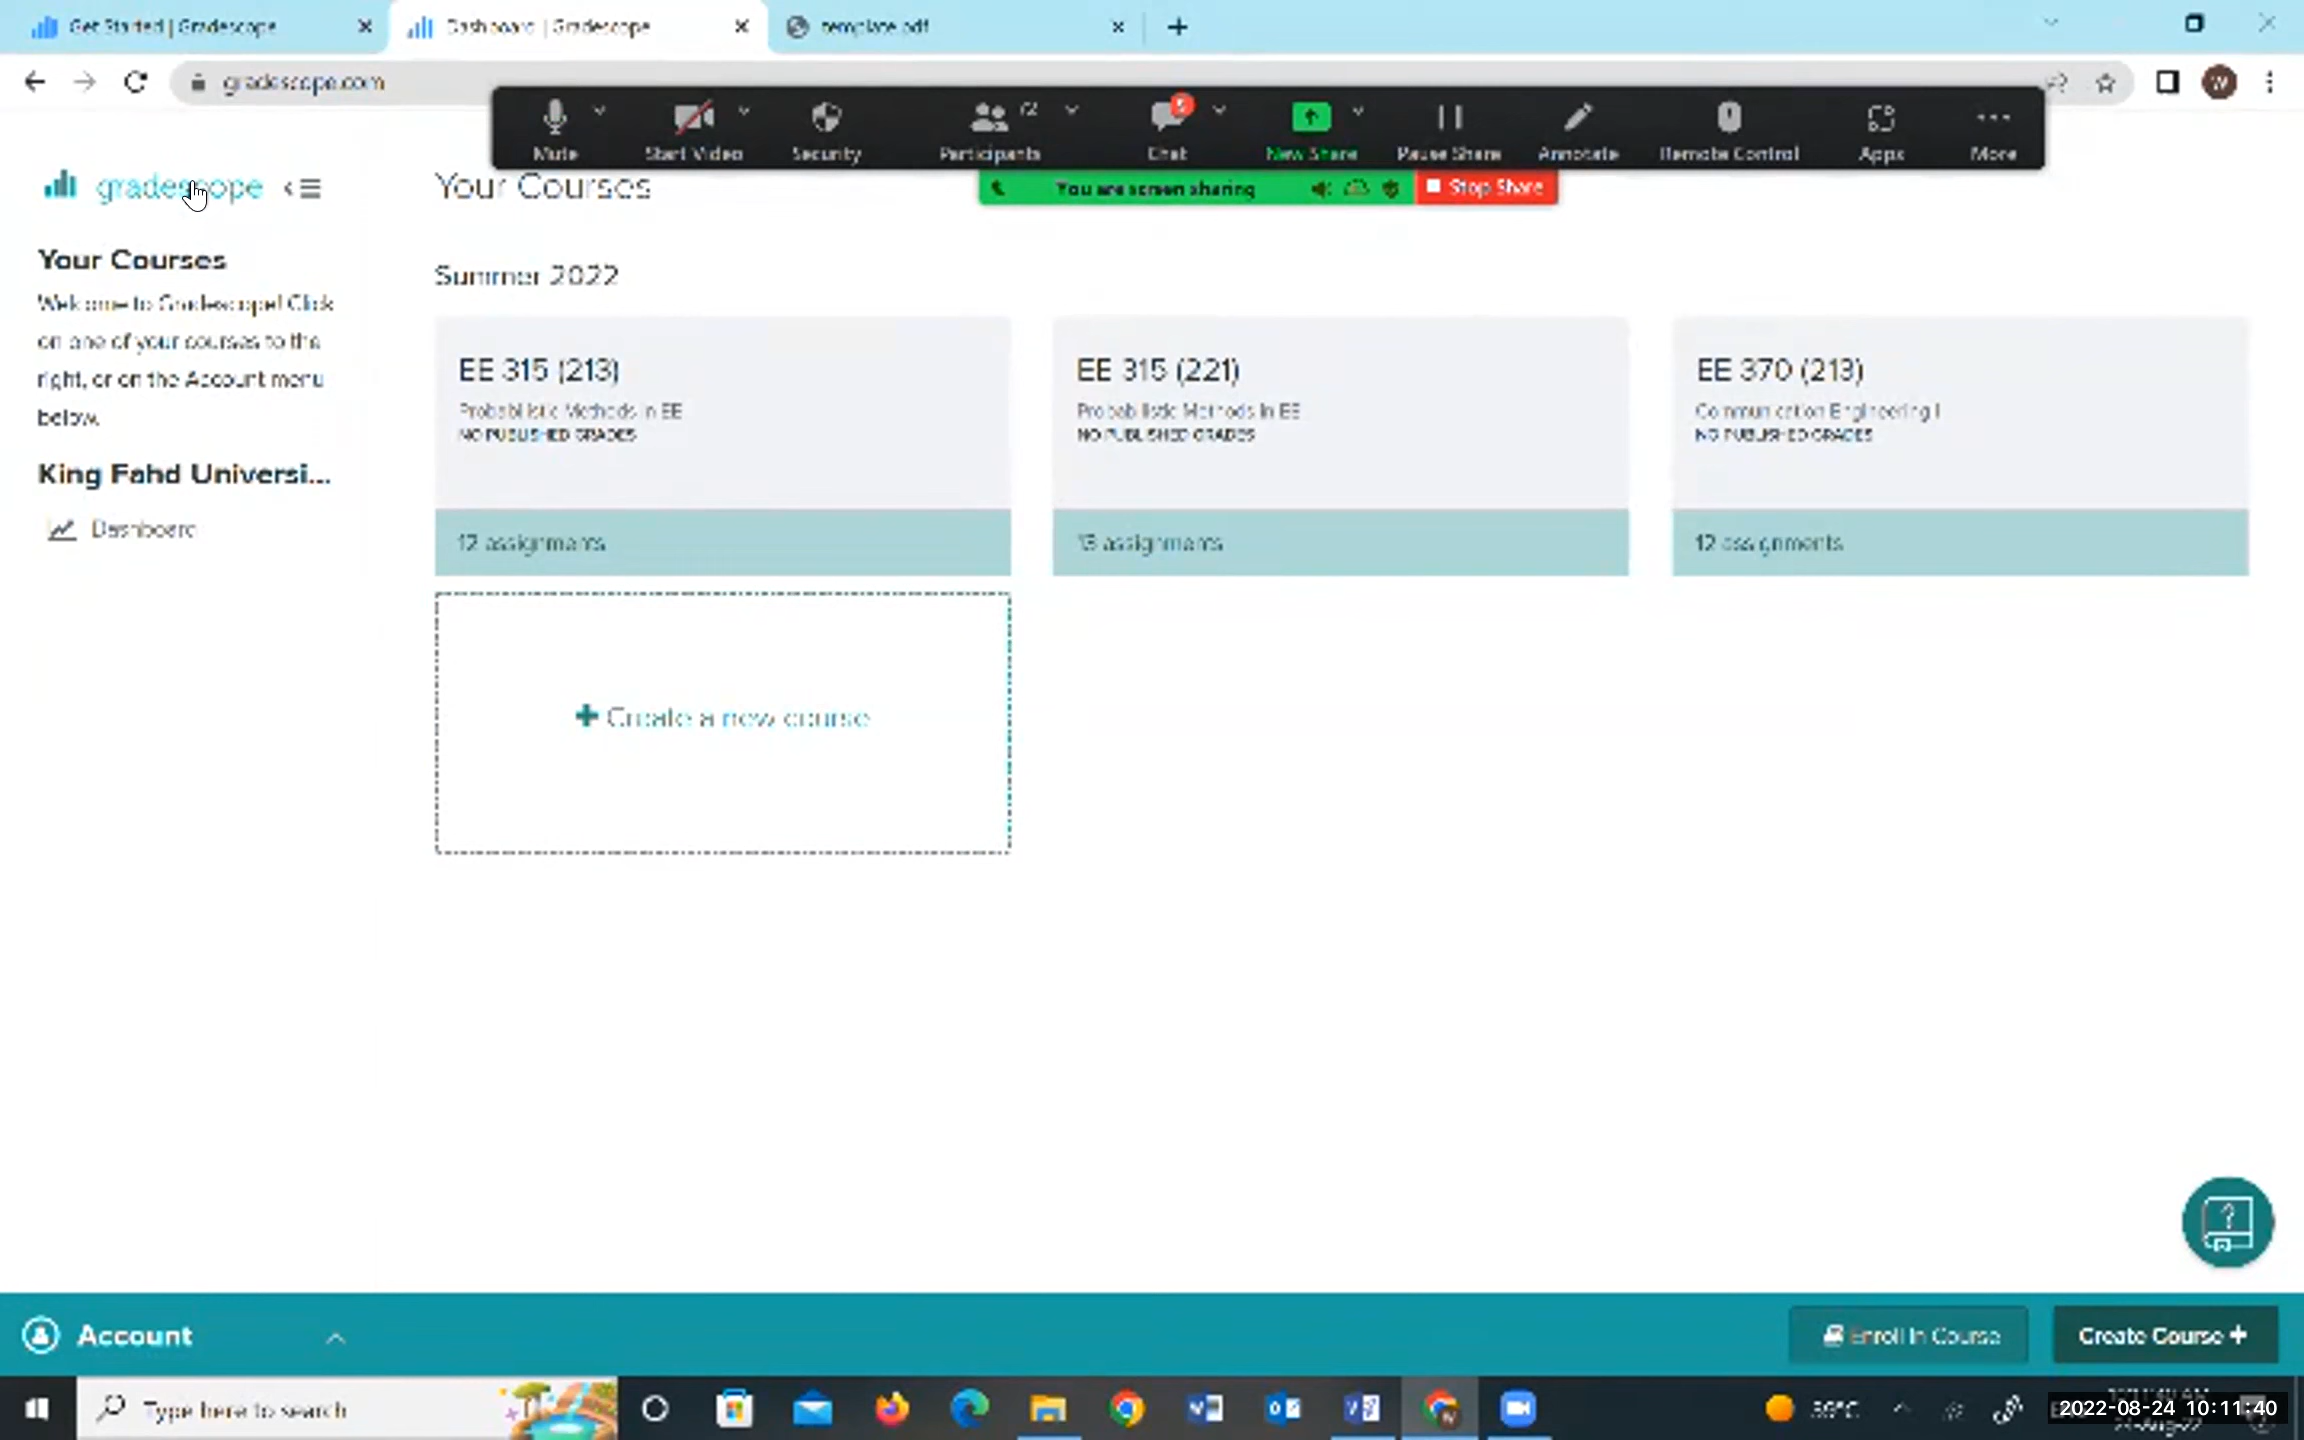 Get Started | Gradescope
Dashboard | Gradescope
template.pdf
gradescope.com
W
72
5
Mute
Start Video
Security
Participants
Chat
New Share
Pause Share
Annotate
Remote Control
Apps
More
You are screen sharing
Stop Share
gradescope
Your Courses
Your Courses
Welcome to Gradescope! Click
on one of your courses to the
right, or on the Account menu
below.
King Fahd Universi...
Dashboard
Summer 2022
EE 315 (213)
Probabilistic Methods in EE
NO PUBLISHED GRADES
12 assignments
EE 315 (221)
Probabilistic Methods in EE
NO PUBLISHED GRADES
13 assignments
EE 370 (213)
Communication Engineering I
NO PUBLISHED GRADES
12 assignments
+ Create a new course
Account
Enroll In Course
Create Course +
Type here to search
39°C
2022-08-24 10:11:40